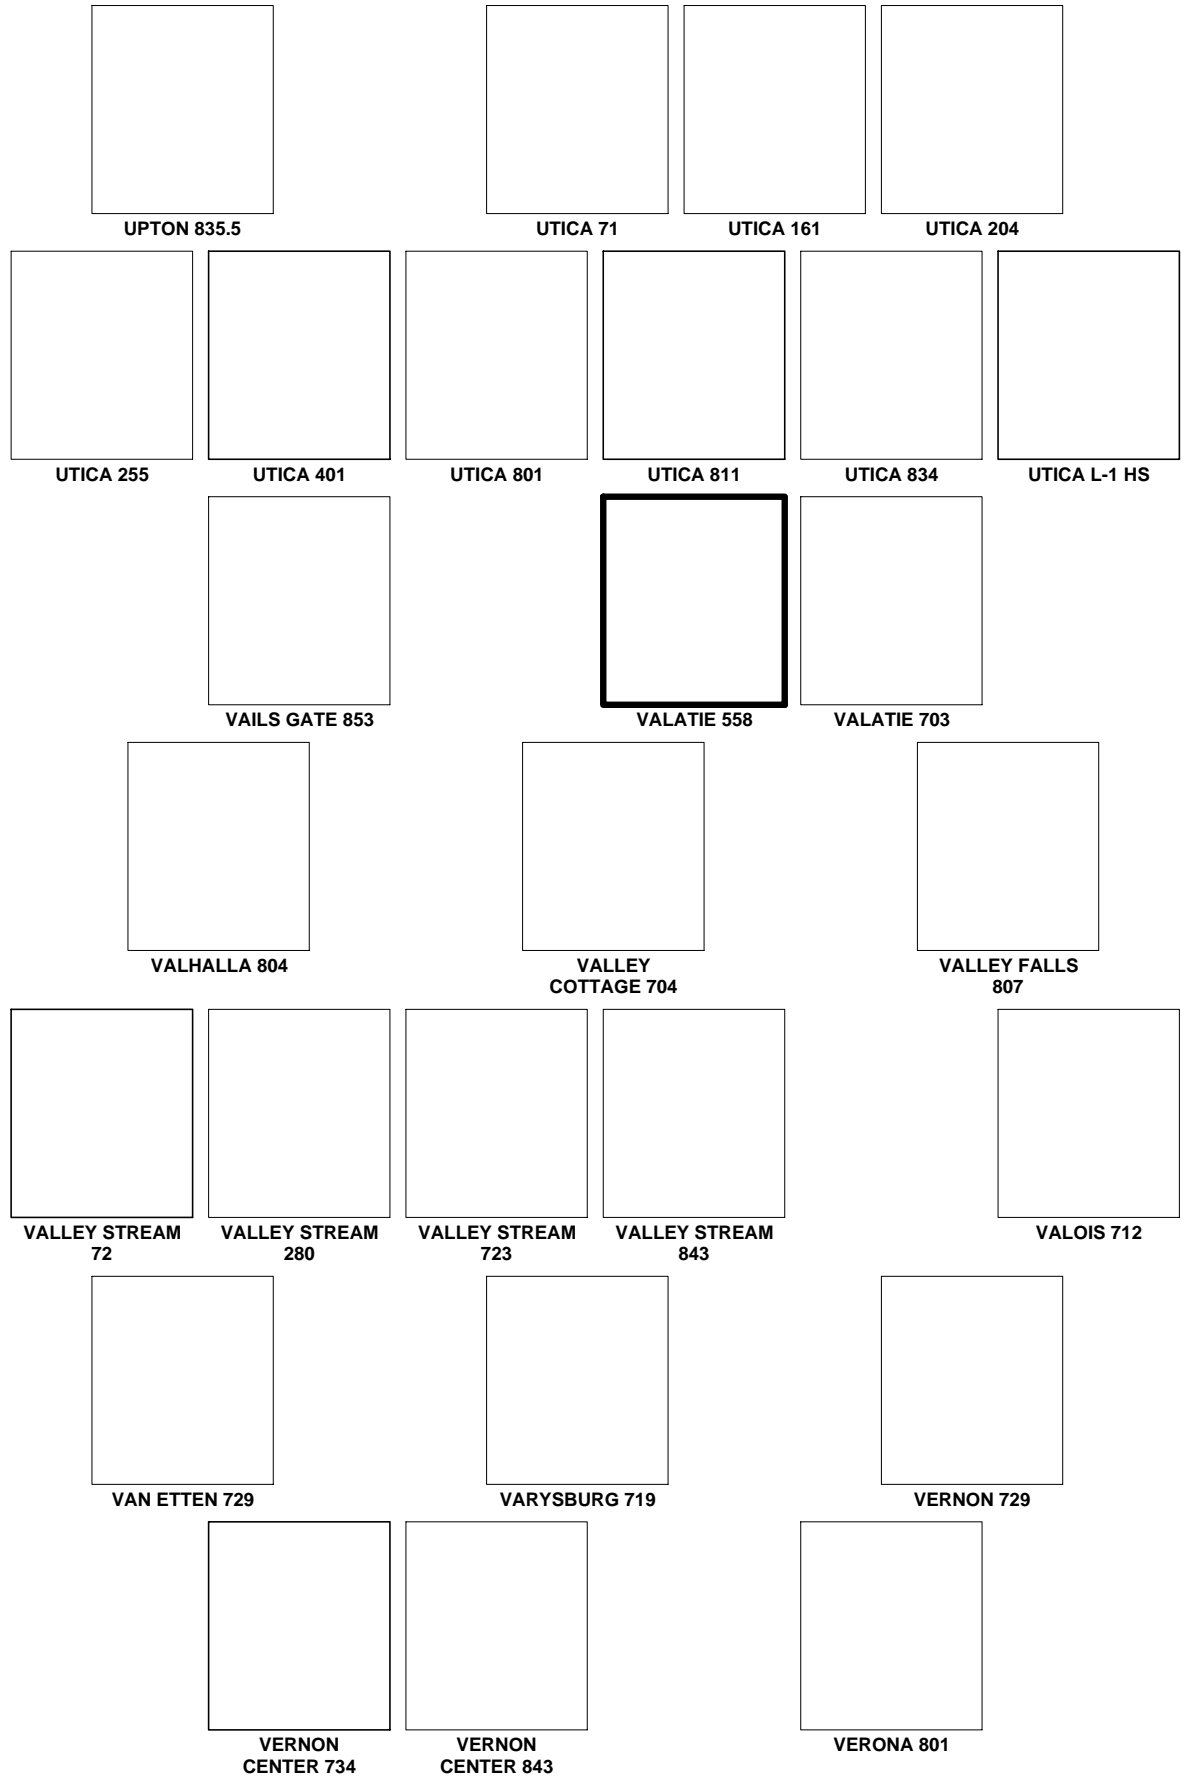 UPTON 835.5
UTICA 71
UTICA 161
UTICA 204
UTICA 255
UTICA 401
UTICA 801
UTICA 811
UTICA 834
UTICA L-1 HS
VAILS GATE 853
VALATIE 558
VALATIE 703
VALHALLA 804
VALLEY
COTTAGE 704
VALLEY FALLS
807
VALLEY STREAM
72
VALLEY STREAM
280
VALLEY STREAM
723
VALLEY STREAM
843
VALOIS 712
VAN ETTEN 729
VARYSBURG 719
VERNON 729
VERNON
CENTER 734
VERNON
CENTER 843
VERONA 801